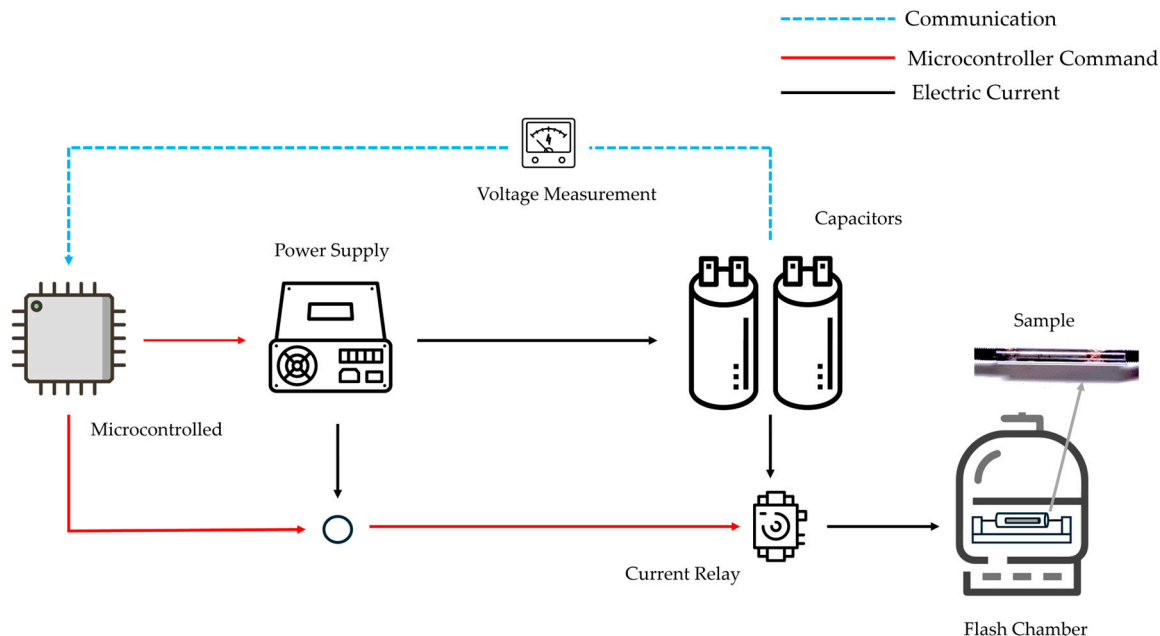 Communication
Microcontroller Command
Electric Current
Voltage Measurement
Capacitors
Power Supply
Sample
Microcontrolled
Current Relay
Flash Chamber